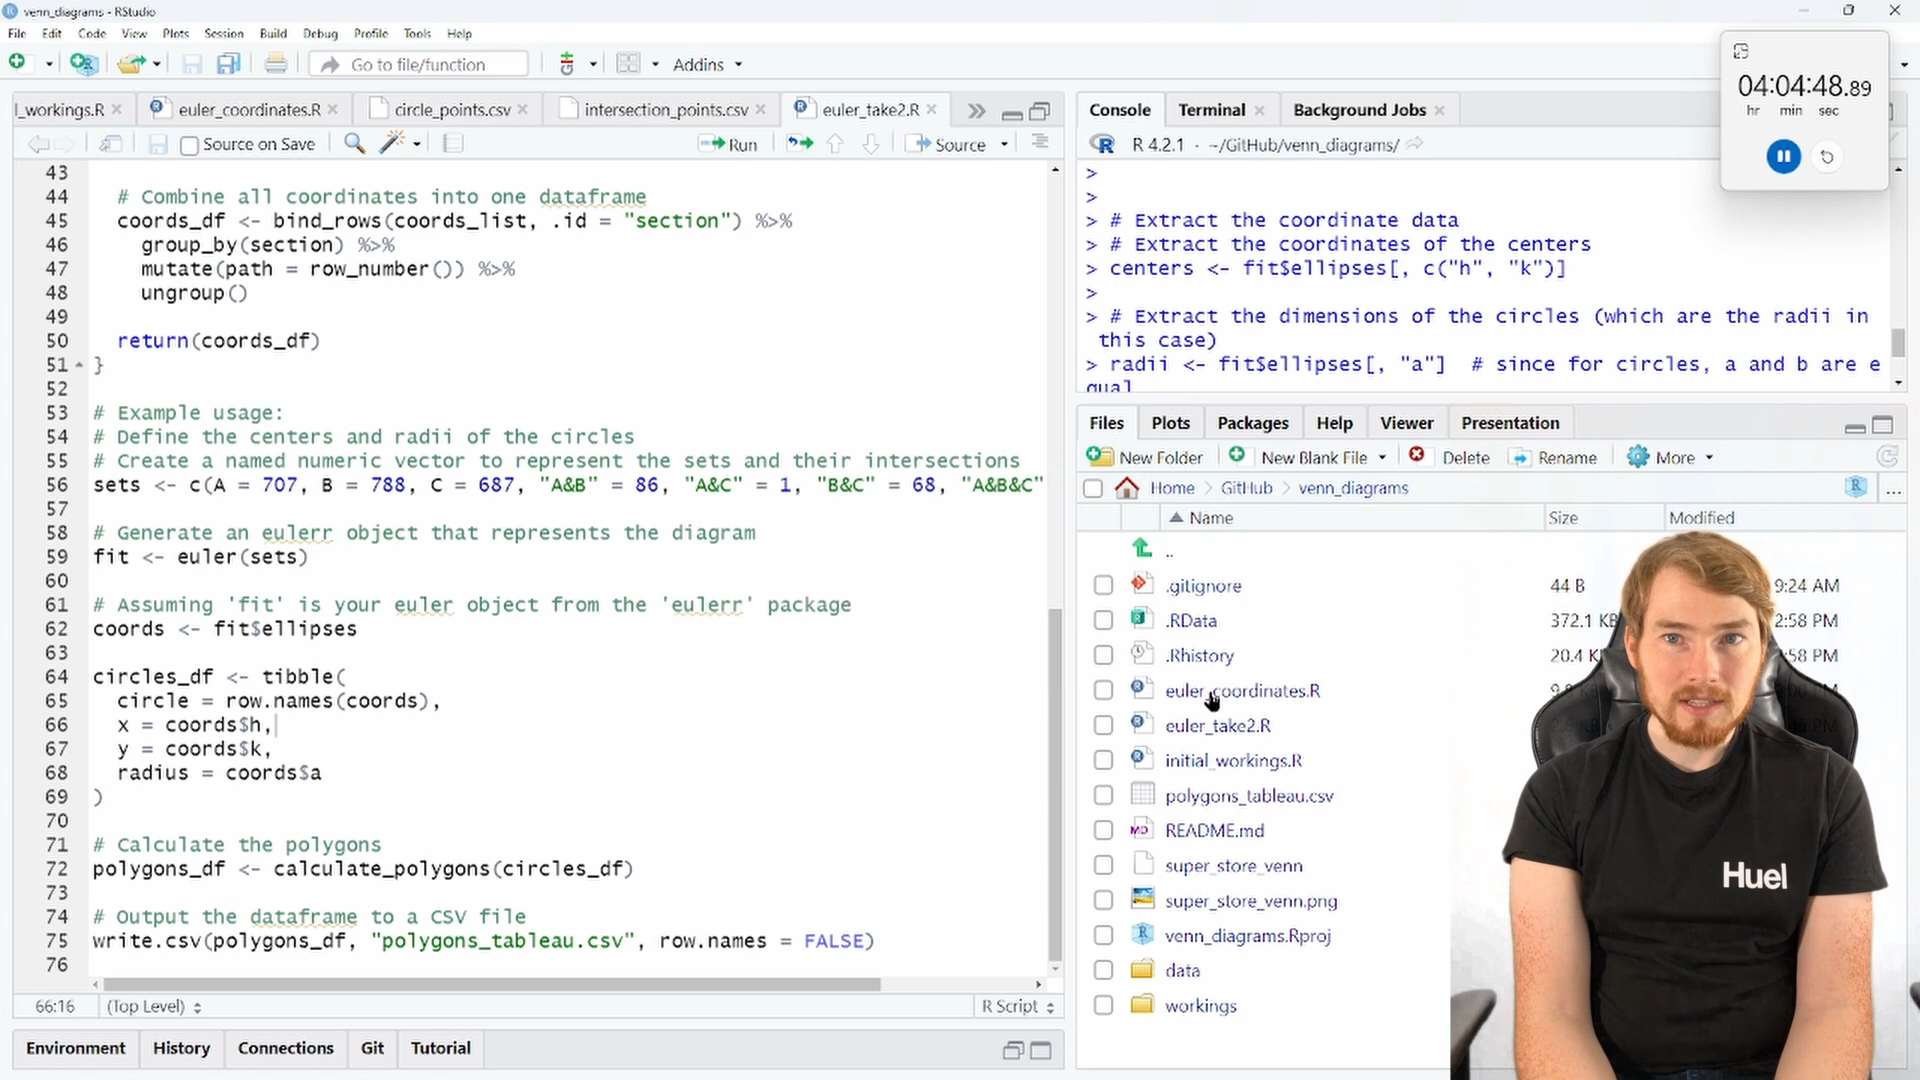 venn_diagrams - RStudio
File Edit Code View Plots Session Build Debug Profile Tools Help
Go to file/function Addins
l_workings.R euler_coordinates.R circle_points.csv intersection_points.csv euler_take2.R
Source on Save Run Source
43
44 # Combine all coordinates into one dataframe
45 coords_df <- bind_rows(coords_list, .id = "section") %>%
46 group_by(section) %>%
47 mutate(path = row_number()) %>%
48 ungroup()
49
50 return(coords_df)
51 }
52
53 # Example usage:
54 # Define the centers and radii of the circles
55 # Create a named numeric vector to represent the sets and their intersections
56 sets <- c(A = 707, B = 788, C = 687, "A&B" = 86, "A&C" = 1, "B&C" = 68, "A&B&C"
57
58 # Generate an eulerr object that represents the diagram
59 fit <- euler(sets)
60
61 # Assuming 'fit' is your euler object from the 'eulerr' package
62 coords <- fit$ellipses
63
64 circles_df <- tibble(
65 circle = row.names(coords),
66 x = coords$h,
67 y = coords$k,
68 radius = coords$a
69 )
70
71 # Calculate the polygons
72 polygons_df <- calculate_polygons(circles_df)
73
74 # Output the dataframe to a CSV file
75 write.csv(polygons_df, "polygons_tableau.csv", row.names = FALSE)
76
66:16 (Top Level) R Script
Environment History Connections Git Tutorial
Console Terminal Background Jobs
R 4.2.1 · ~/GitHub/venn_diagrams/
>
>
> # Extract the coordinate data
> # Extract the coordinates of the centers
> centers <- fit$ellipses[, c("h", "k")]
>
> # Extract the dimensions of the circles (which are the radii in
this case)
> radii <- fit$ellipses[, "a"] # since for circles, a and b are e
qual
04:04:48.89
hr min sec
Files Plots Packages Help Viewer Presentation
New Folder New Blank File Delete Rename More
Home > GitHub > venn_diagrams ...
Name Size Modified
..
.gitignore 44 B 9:24 AM
.RData 372.1 KB 2:58 PM
.Rhistory 20.4 K :58 PM
euler_coordinates.R
euler_take2.R
initial_workings.R
polygons_tableau.csv
README.md
super_store_venn
super_store_venn.png
venn_diagrams.Rproj
data
workings
Huel